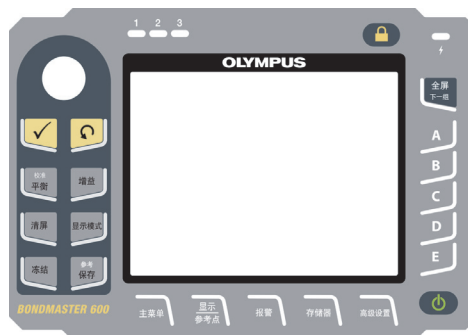 1 2 3
OLYMPUS
全屏
下一组
A
B
C
D
E
校准
平衡
增益
清屏
显示模式
冻结
参考
保存
BONDMASTER 600
主菜单
显示
参考点
报警
存储器
高级设置